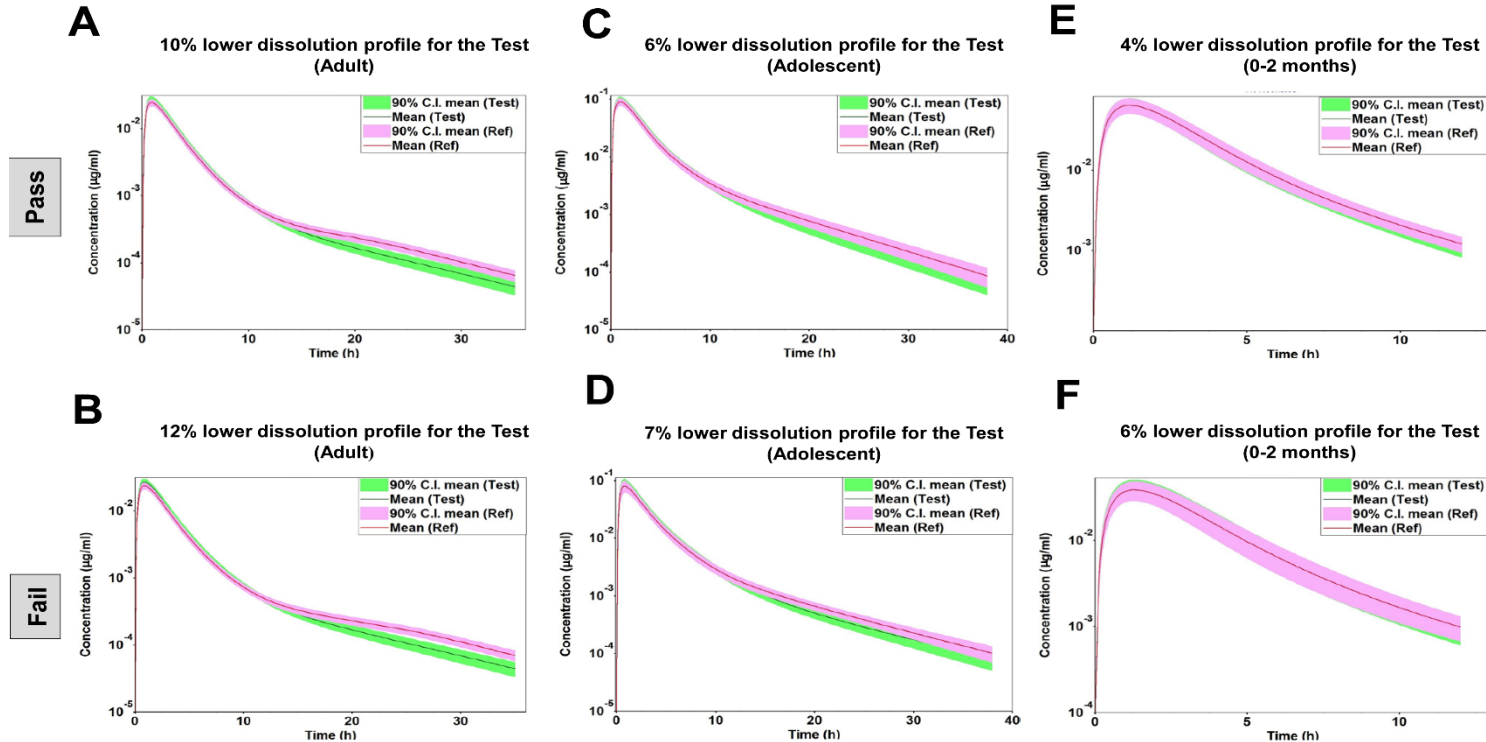 A
10% lower dissolution profile for the Test
(Adult)
90% C.I. mean (Test)
Mean (Test)
90% C.I. mean (Ref)
Mean (Ref)
Concentration (µg/ml)
10-2
10-3
10-4
10-5
0
10
20
30
Time (h)
C
6% lower dissolution profile for the Test
(Adolescent)
90% C.I. mean (Test)
Mean (Test)
90% C.I. mean (Ref)
Mean (Ref)
Concentration (µg/ml)
10-1
10-2
10-3
10-4
10-5
0
10
20
30
40
Time (h)
E
4% lower dissolution profile for the Test
(0-2 months)
90% C.I. mean (Test)
Mean (Test)
90% C.I. mean (Ref)
Mean (Ref)
Concentration (µg/ml)
10-2
10-3
0
5
10
Time (h)
Pass
B
12% lower dissolution profile for the Test
(Adult)
90% C.I. mean (Test)
Mean (Test)
90% C.I. mean (Ref)
Mean (Ref)
Concentration (µg/ml)
10-2
10-3
10-4
10-5
0
10
20
30
Time (h)
D
7% lower dissolution profile for the Test
(Adolescent)
90% C.I. mean (Test)
Mean (Test)
90% C.I. mean (Ref)
Mean (Ref)
Concentration (µg/ml)
10-1
10-2
10-3
10-4
10-5
0
10
20
30
40
Time (h)
F
6% lower dissolution profile for the Test
(0-2 months)
90% C.I. mean (Test)
Mean (Test)
90% C.I. mean (Ref)
Mean (Ref)
Concentration (µg/ml)
10-2
10-3
10-4
0
5
10
Time (h)
Fail